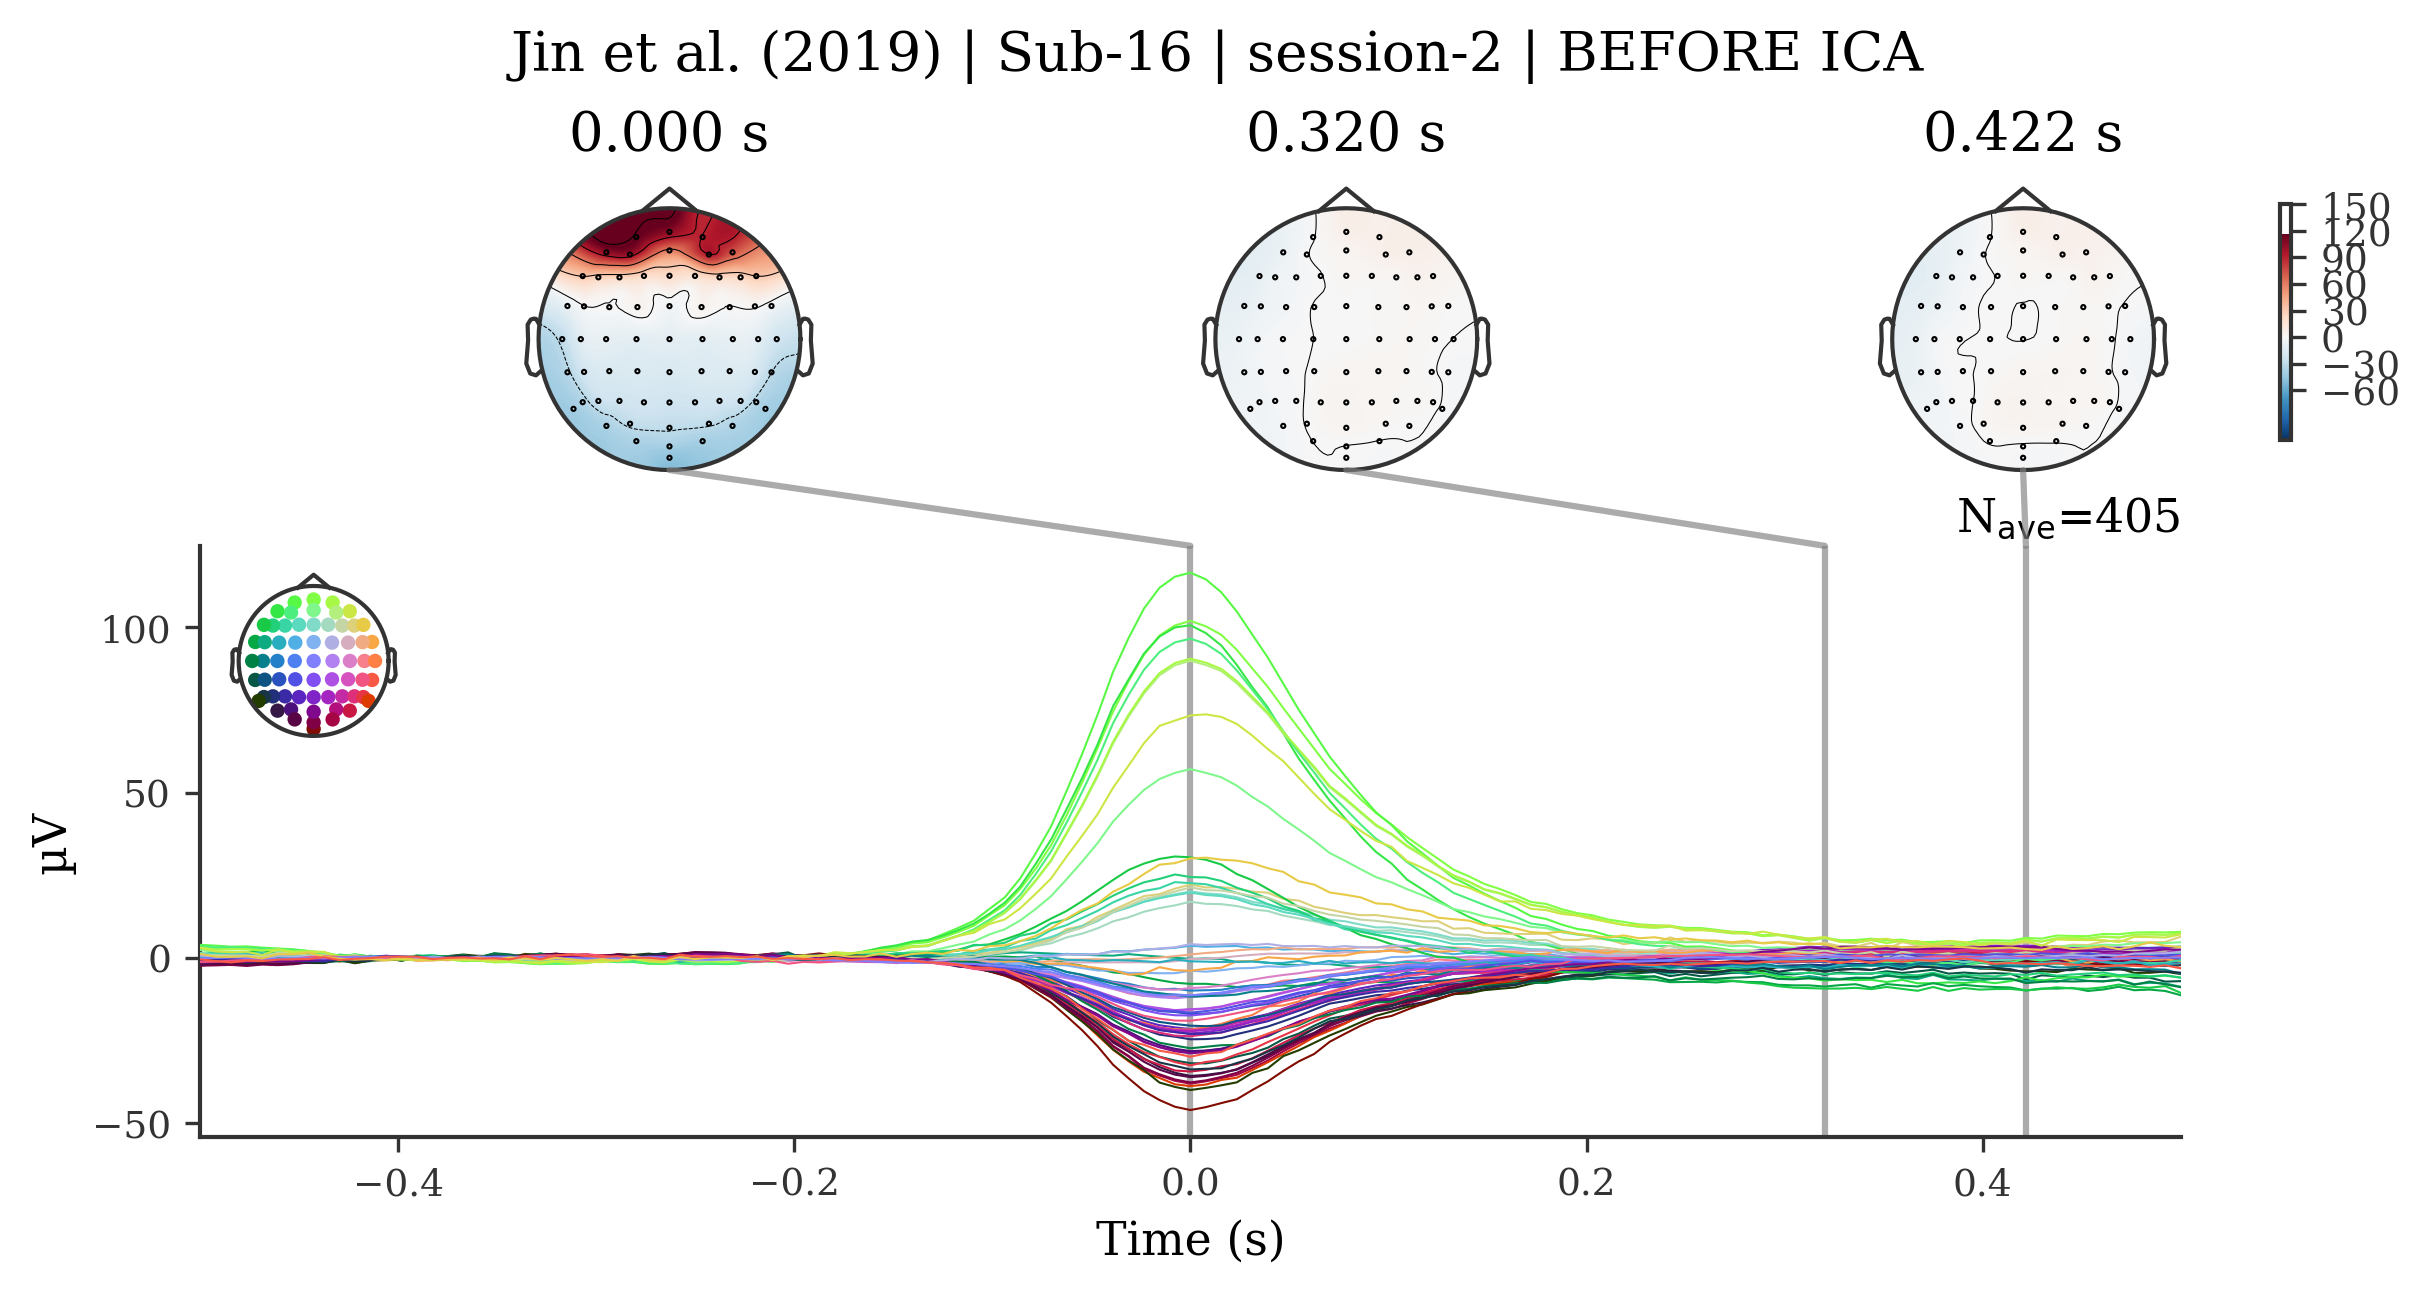 Jin et al. (2019) | Sub-16 | session-2 | BEFORE ICA
0.000 s
0.320 s
0.422 s
150
120
90
60
30
0
−30
−60
Nave=405
100
50
0
−50
µV
−0.4
−0.2
0.0
0.2
0.4
Time (s)